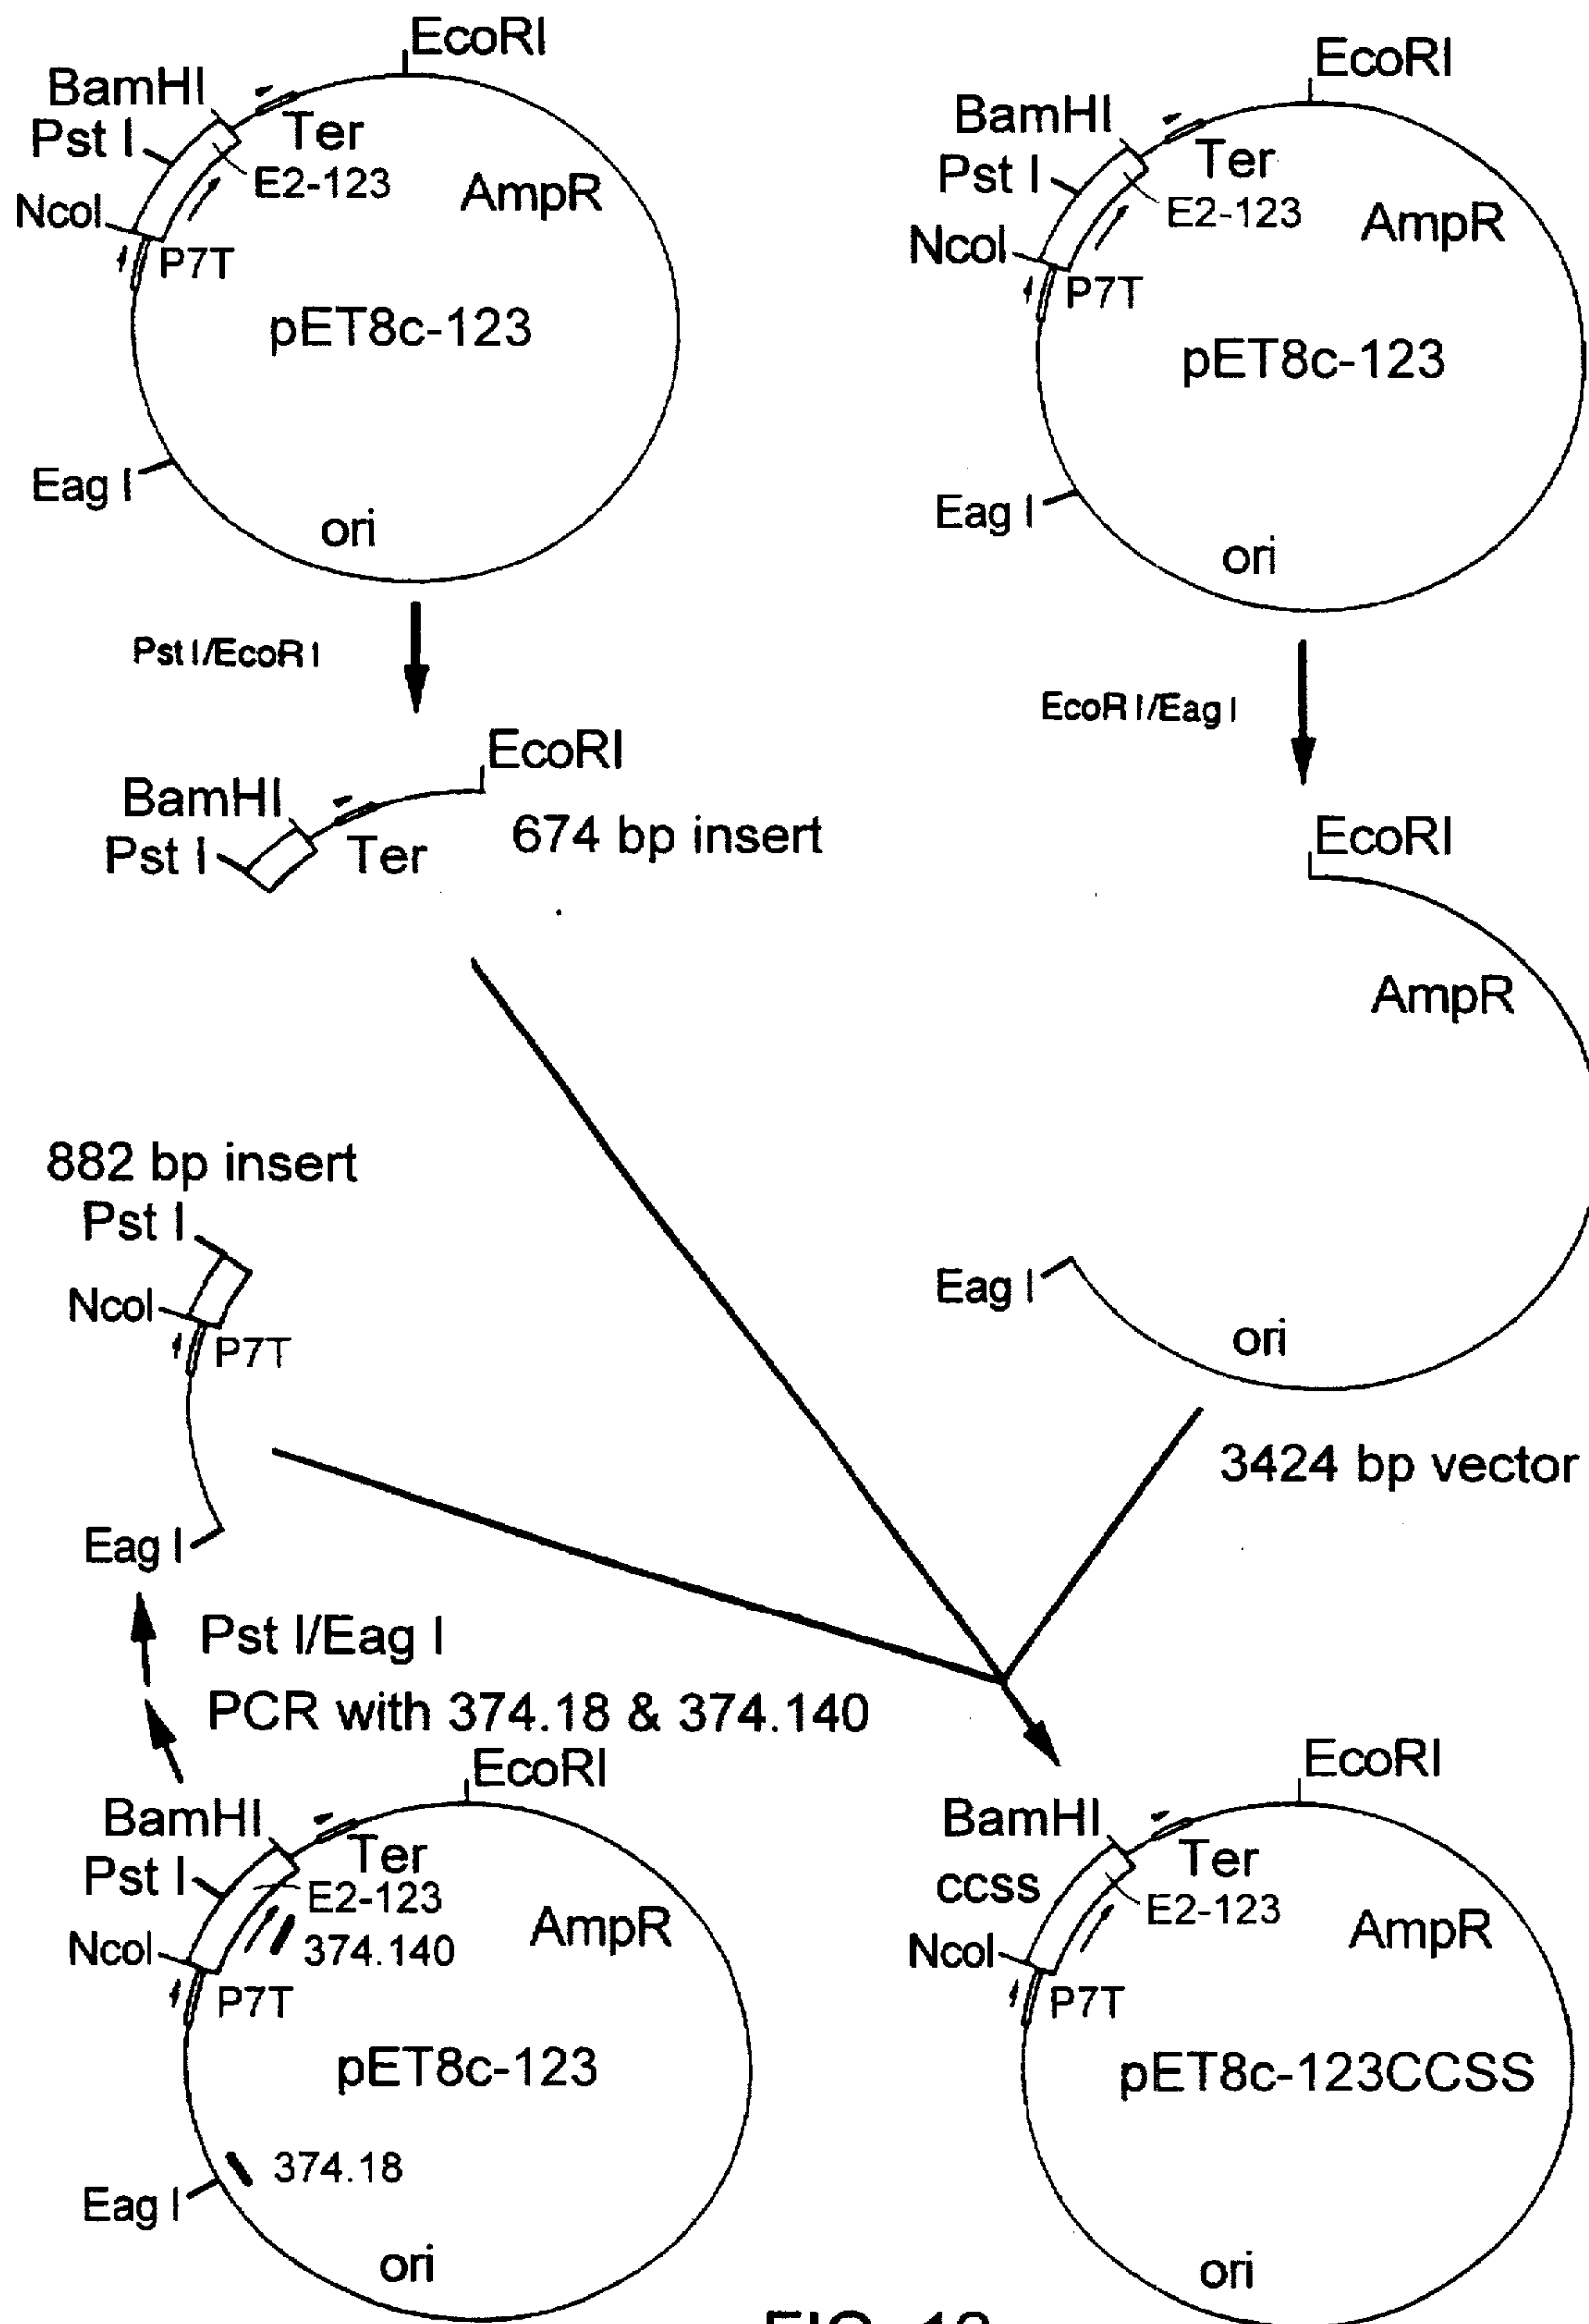 EcoRI
BamHI
Pst I
Ter
E2-123
NcoI
AmpR
P7T
pET8c-123
Eag I
ori
EcoRI
BamHI
Pst I
Ter
E2-123
NcoI
AmpR
P7T
pET8c-123
Eag I
ori
Pst I/EcoR I
EcoR I/Eag I
EcoRI
BamHI
Pst I
Ter
674 bp insert
EcoRI
AmpR
Eag I
ori
3424 bp vector
882 bp insert
Pst I
NcoI
P7T
Eag I
Pst I/Eag I
PCR with 374.18 & 374.140
EcoRI
BamHI
Pst I
Ter
E2-123
NcoI
374.140
AmpR
P7T
pET8c-123
374.18
Eag I
ori
EcoRI
BamHI
ccss
Ter
E2-123
NcoI
AmpR
P7T
pET8c-123CCSS
ori